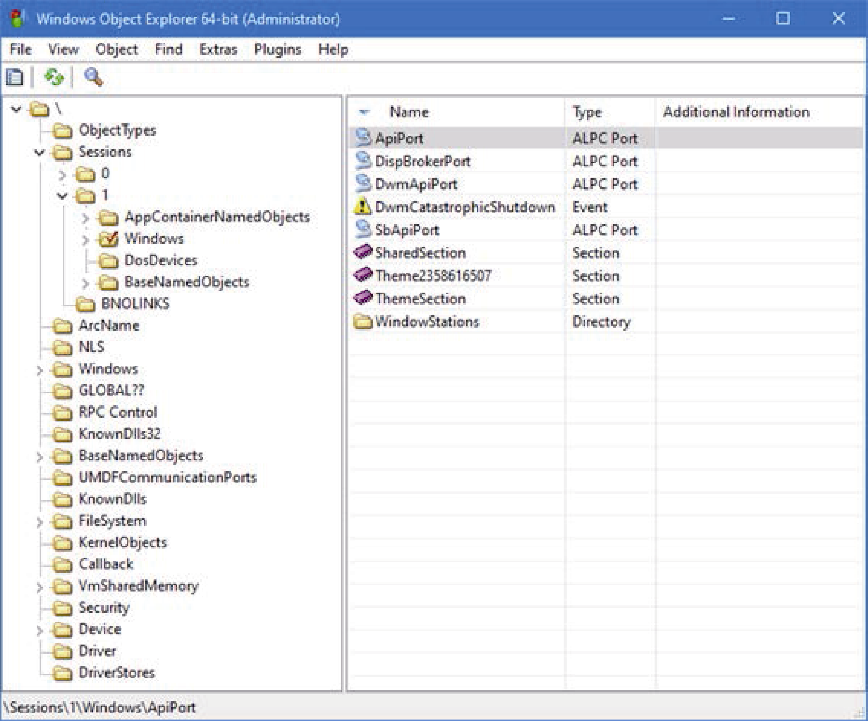 Windows Object Explorer 64-bit (Administrator)
File View Object Find Extras Plugins Help
\
ObjectTypes
Sessions
0
1
AppContainerNamedObjects
Windows
DosDevices
BaseNamedObjects
BNOLINKS
ArcName
NLS
Windows
GLOBAL??
RPC Control
KnownDlls32
BaseNamedObjects
UMDFCommunicationPorts
KnownDlls
FileSystem
KernelObjects
Callback
VmSharedMemory
Security
Device
Driver
DriverStores
Name Type Additional Information
ApiPort ALPC Port
DispBrokerPort ALPC Port
DwmApiPort ALPC Port
DwmCatastrophicShutdown Event
SbApiPort ALPC Port
SharedSection Section
Theme2358616507 Section
ThemeSection Section
WindowStations Directory
\Sessions\1\Windows\ApiPort